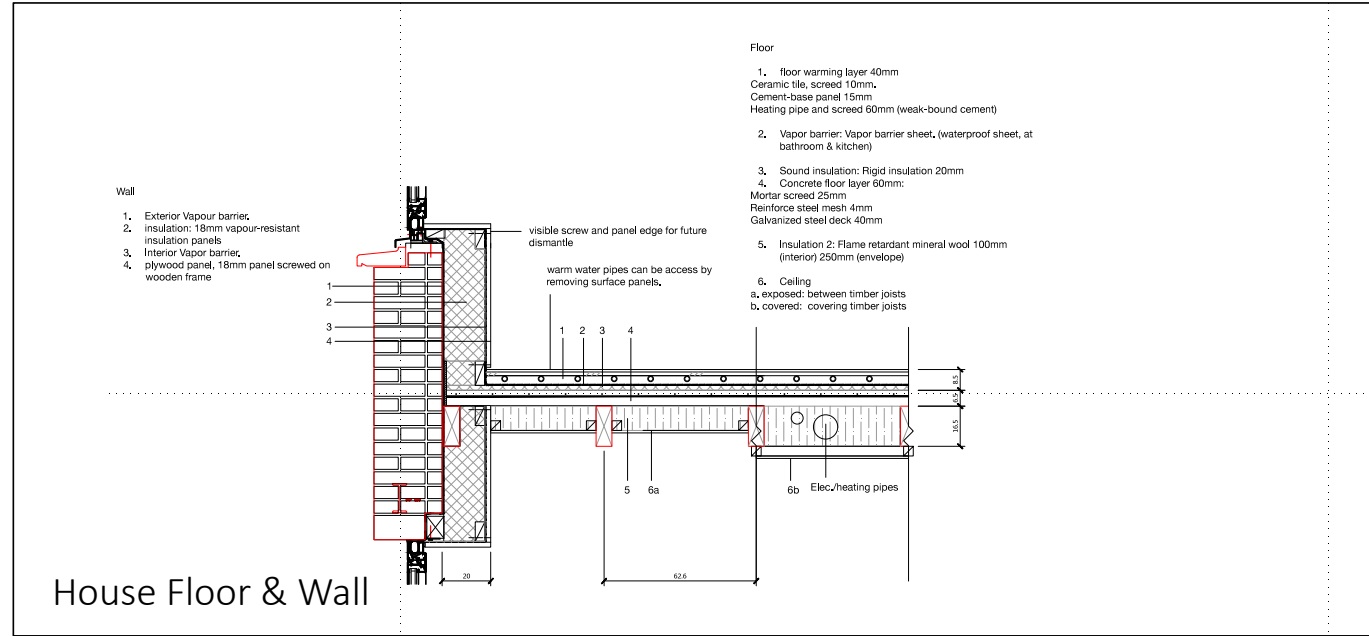 Floor
1. floor warming layer 40mm
Ceramic tile, screed 10mm.
Cement-base panel 15mm
Heating pipe and screed 60mm (weak-bound cement)
2. Vapor barrier: Vapor barrier sheet. (waterproof sheet, at
bathroom & kitchen)
3. Sound insulation: Rigid insulation 20mm
4. Concrete floor layer 60mm:
Mortar screed 25mm
Reinforce steel mesh 4mm
Galvanized steel deck 40mm
5. Insulation 2: Flame retardant mineral wool 100mm
(interior) 250mm (envelope)
6. Ceiling
a. exposed: between timber joists
b. covered: covering timber joists
Wall
1. Exterior Vapour barrier.
2. insulation: 18mm vapour-resistant
insulation panels
3. Interior Vapor barrier.
4. plywood panel, 18mm panel screwed on
wooden frame
visible screw and panel edge for future
dismantle
warm water pipes can be access by
removing surface panels.
1
2
3
4
1 2 3 4
8.5
6.5
16.5
5 6a 6b Elec./heating pipes
20 62.6
House Floor & Wall